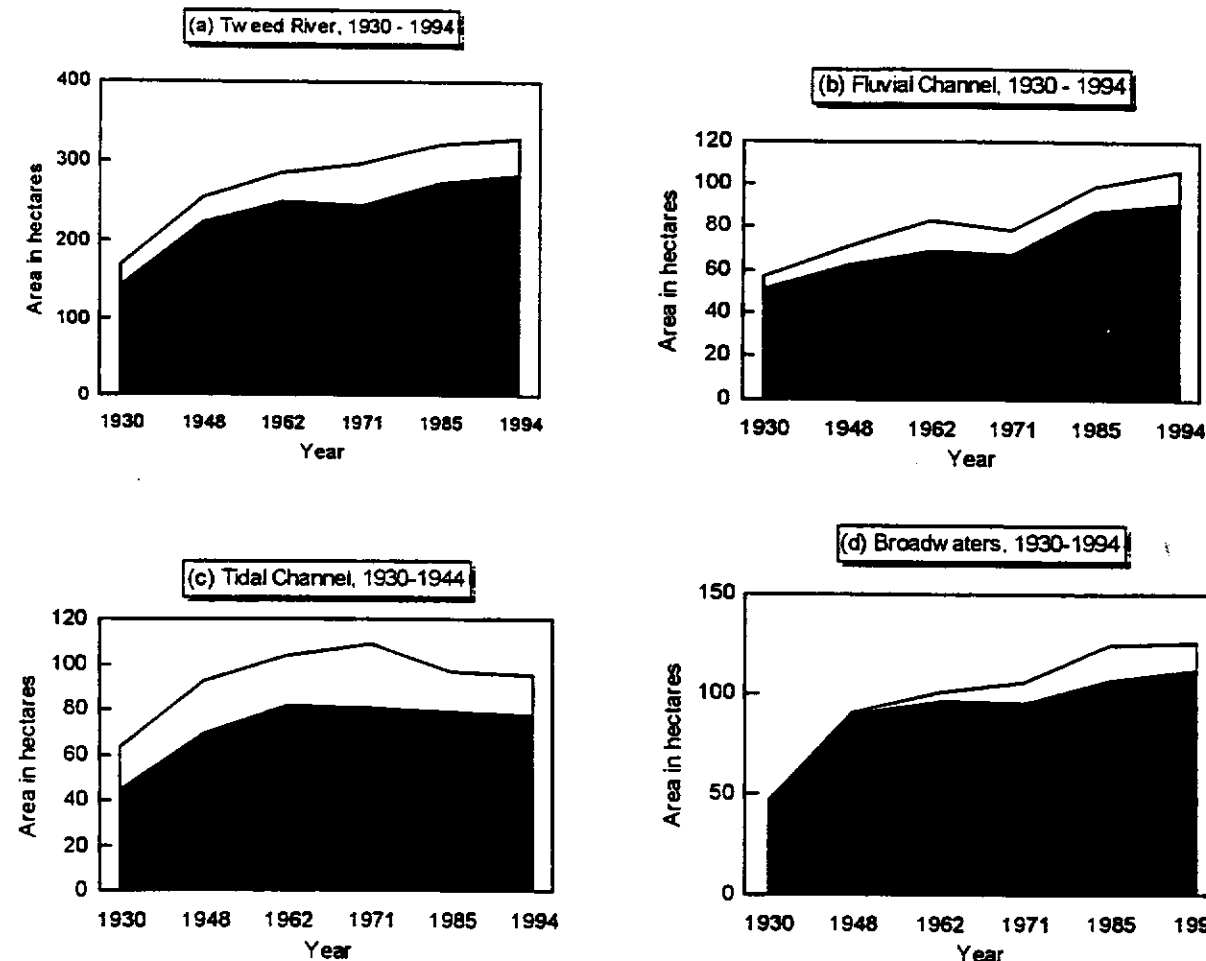 (a) Tweed River, 1930 - 1994
400
300
200
100
0
Area in hectares
1930 1948 1962 1971 1985 1994
Year
(b) Fluvial Channel, 1930 - 1994
120
100
80
60
40
20
0
Area in hectares
1930 1948 1962 1971 1985 1994
Year
(c) Tidal Channel, 1930-1944
120
100
80
60
40
20
0
Area in hectares
1930 1948 1962 1971 1985 1994
Year
(d) Broadwaters, 1930-1994
150
100
50
0
Area in hectares
1930 1948 1962 1971 1985 199
Year